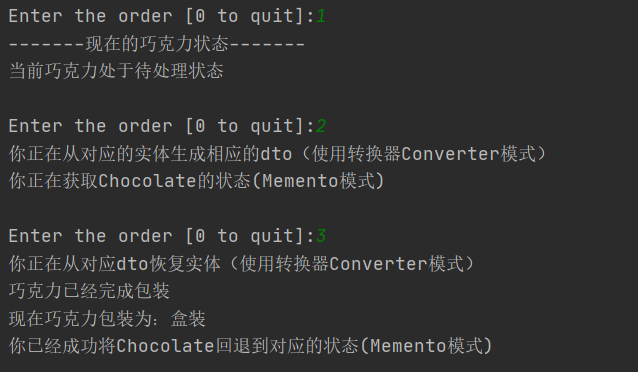 Enter the order [0 to quit]:1
-------现在的巧克力状态-------
当前巧克力处于待处理状态
Enter the order [0 to quit]:2
你正在从对应的实体生成相应的dto（使用转换器Converter模式）
你正在获取Chocolate的状态(Memento模式)
Enter the order [0 to quit]:3
你正在从对应dto恢复实体（使用转换器Converter模式）
巧克力已经完成包装
现在巧克力包装为：盒装
你已经成功将Chocolate回退到对应的状态(Memento模式)